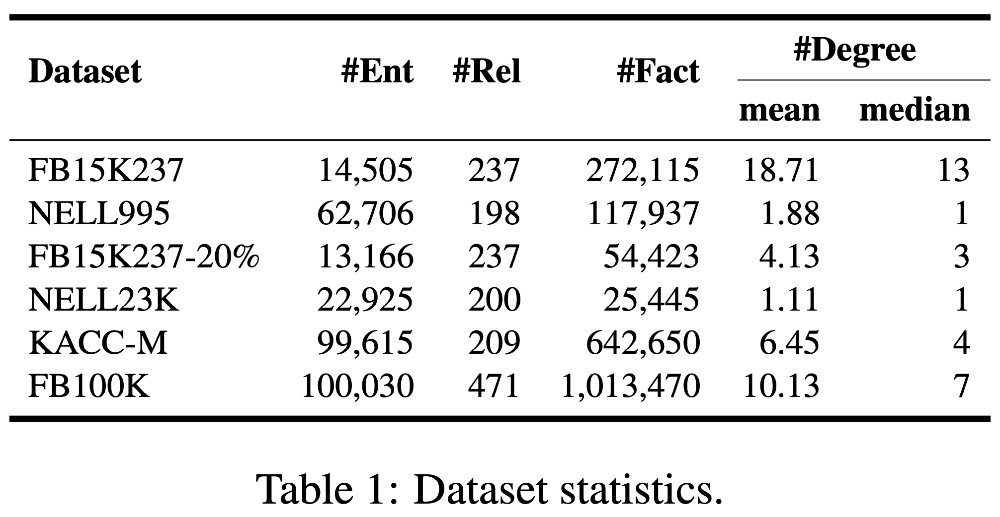 Dataset #Ent #Rel #Fact #Degree
mean median
FB15K237 14,505 237 272,115 18.71 13
NELL995 62,706 198 117,937 1.88 1
FB15K237-20% 13,166 237 54,423 4.13 3
NELL23K 22,925 200 25,445 1.11 1
KACC-M 99,615 209 642,650 6.45 4
FB100K 100,030 471 1,013,470 10.13 7
Table 1: Dataset statistics.